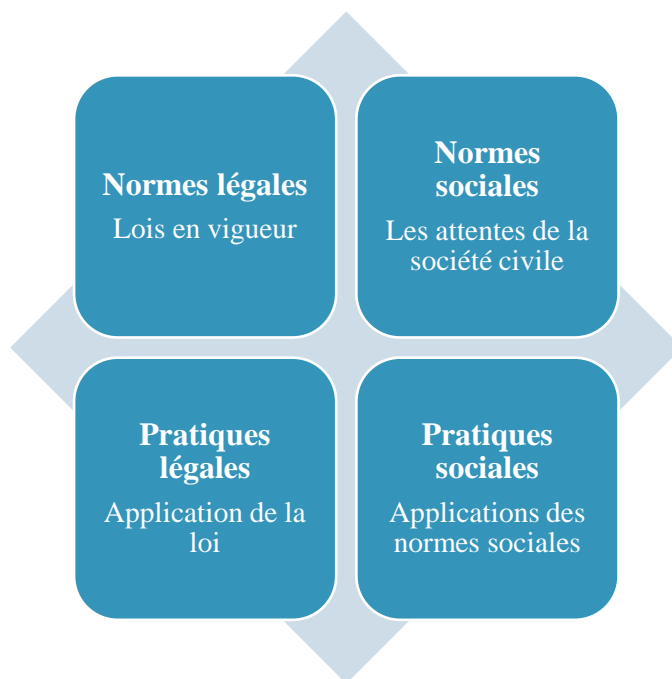 Normes légales
Lois en vigueur
Normes
sociales
Les attentes de la
société civile
Pratiques
légales
Application de la
loi
Pratiques
sociales
Applications des
normes sociales